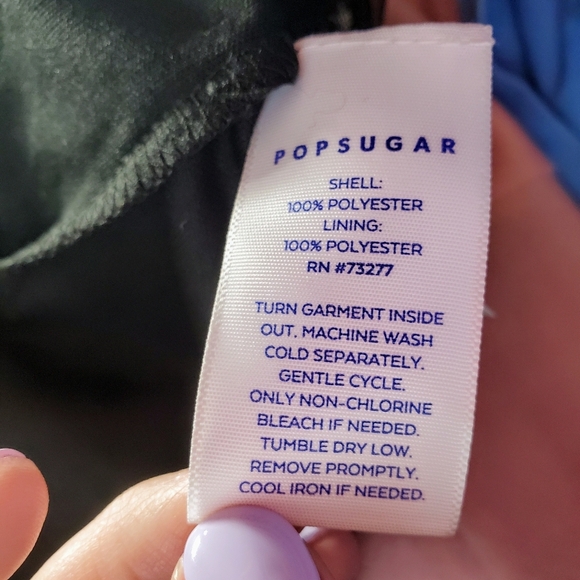 POPSUGAR
SHELL:
100% POLYESTER
LINING:
100% POLYESTER
RN #73277
TURN GARMENT INSIDE
OUT. MACHINE WASH
COLD SEPARATELY.
GENTLE CYCLE.
ONLY NON-CHLORINE
BLEACH IF NEEDED.
TUMBLE DRY LOW.
REMOVE PROMPTLY.
COOL IRON IF NEEDED.